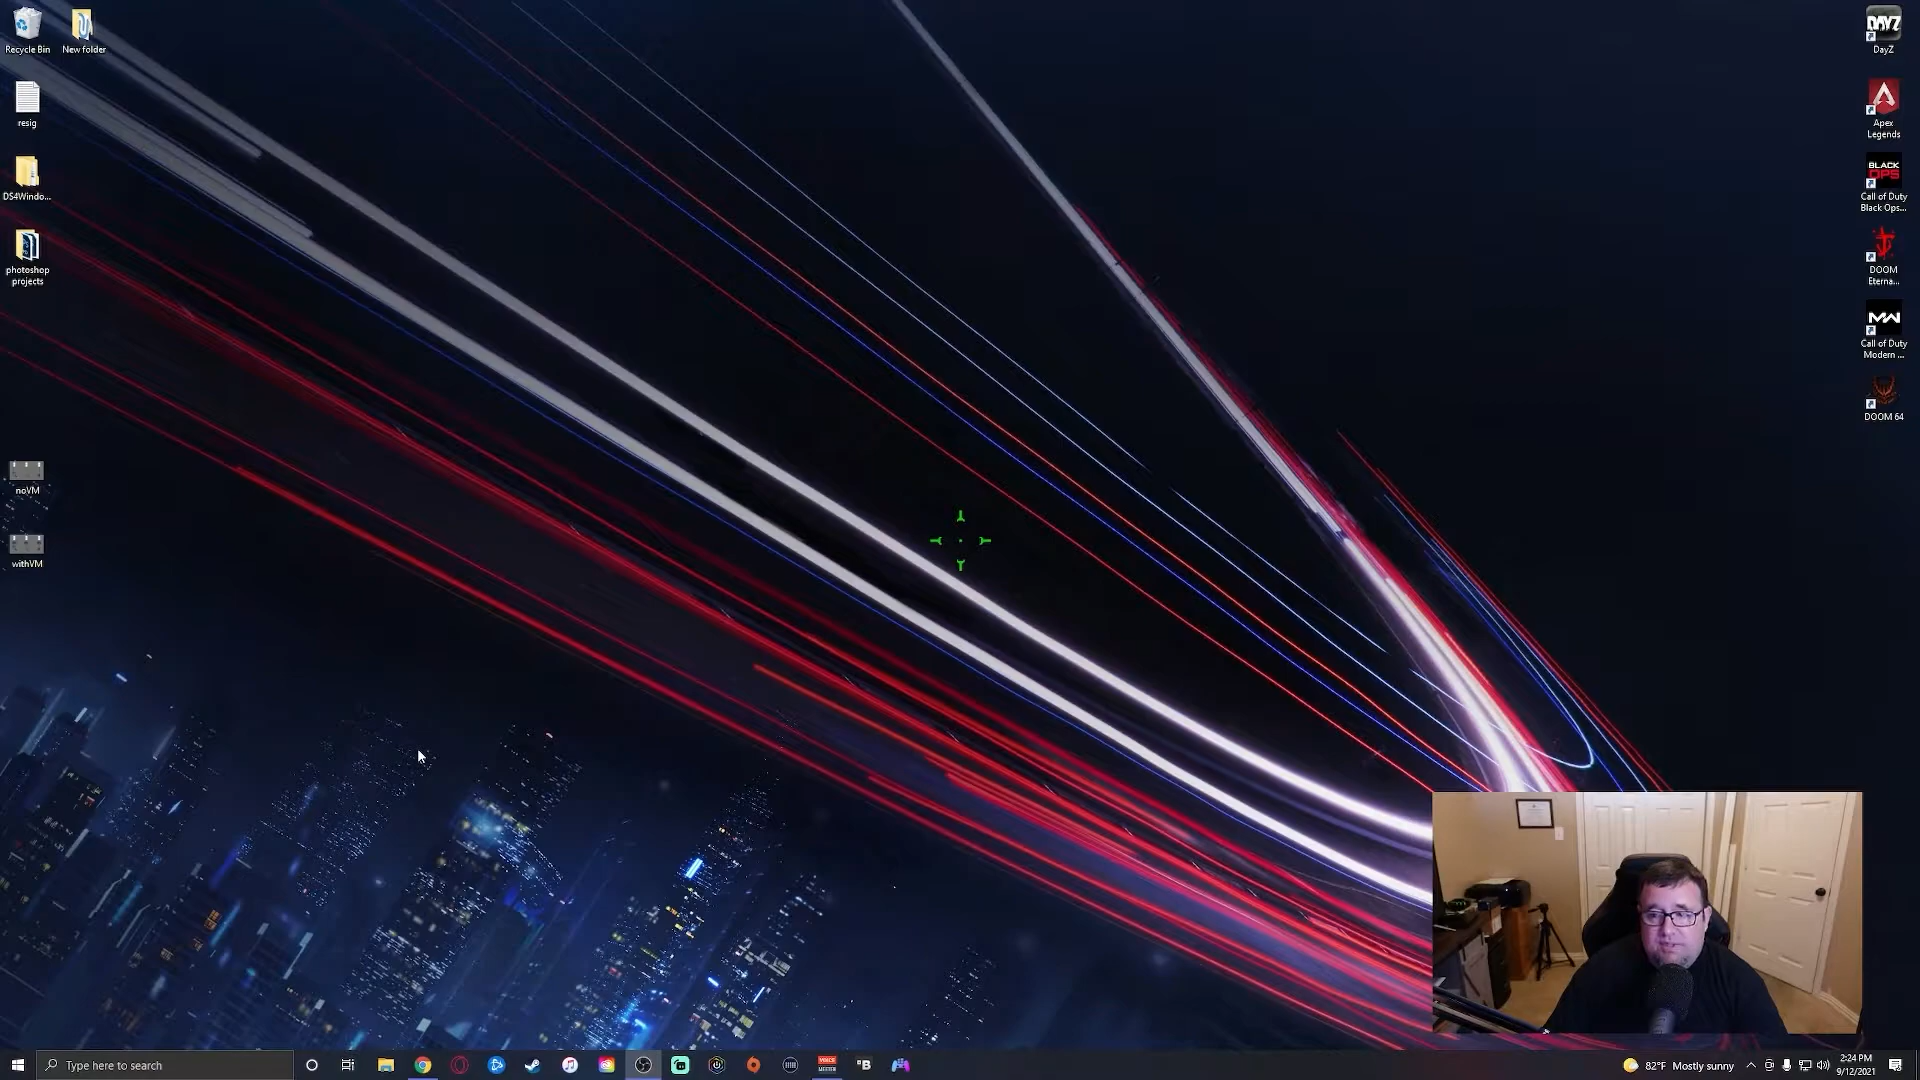 Recycle Bin
New folder
resig
DS4Windo...
photoshop
projects
noVM
withVM
DAYZ
DayZ
Apex
Legends
BLACK
OPS
Call of Duty
Black Ops...
DOOM
Eterna...
MW
Call of Duty
Modern ...
DOOM 64
Type here to search
VOICE
MEETER
B
82°F Mostly sunny
2:24 PM
9/12/2021